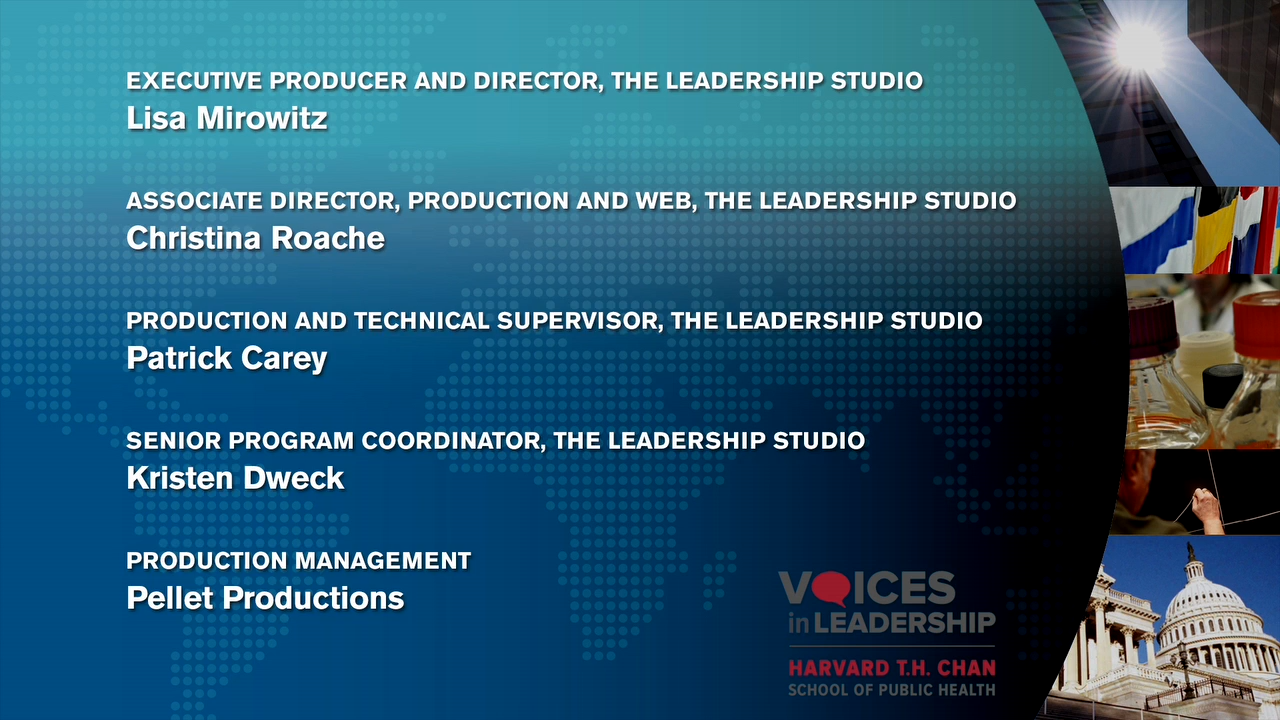 EXECUTIVE PRODUCER AND DIRECTOR, THE LEADERSHIP STUDIO
Lisa Mirowitz
ASSOCIATE DIRECTOR, PRODUCTION AND WEB, THE LEADERSHIP STUDIO
Christina Roache
PRODUCTION AND TECHNICAL SUPERVISOR, THE LEADERSHIP STUDIO
Patrick Carey
SENIOR PROGRAM COORDINATOR, THE LEADERSHIP STUDIO
Kristen Dweck
PRODUCTION MANAGEMENT
Pellet Productions
VOICES
in LEADERSHIP
HARVARD T.H. CHAN
SCHOOL OF PUBLIC HEALTH